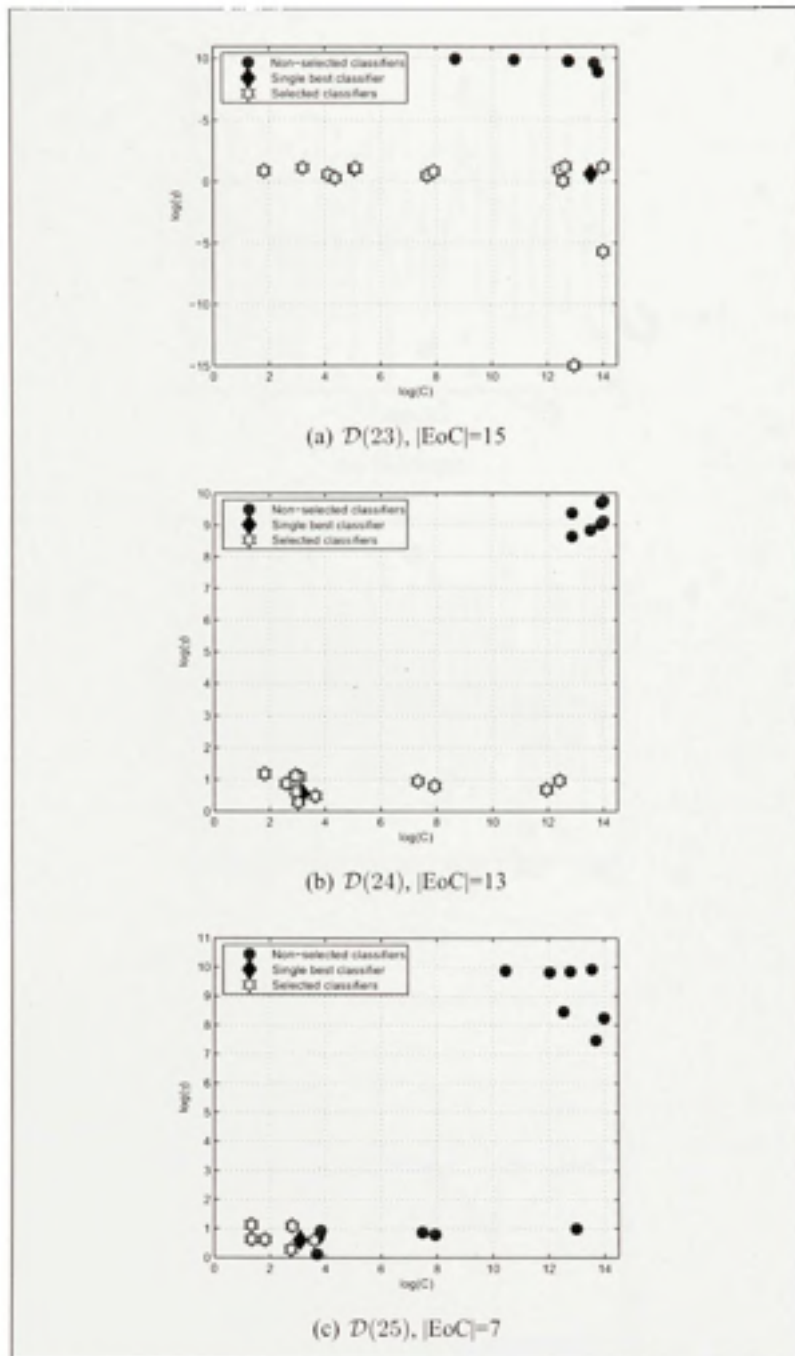 10
-5
0
-5
-10
-15
Non-selected classifiers
Single best classifier
Selected classifiers
log(γ)
0 2 4 6 8 10 12 14
log(C)
(a) D(23), |EoC|=15
10
9
8
7
6
5
4
3
2
1
0
Non-selected classifiers
Single best classifier
Selected classifiers
log(γ)
0 2 4 6 8 10 12 14
log(C)
(b) D(24), |EoC|=13
11
10
9
8
7
6
5
4
3
2
1
0
Non-selected classifiers
Single best classifier
Selected classifiers
log(γ)
0 2 4 6 8 10 12 14
log(C)
(c) D(25), |EoC|=7